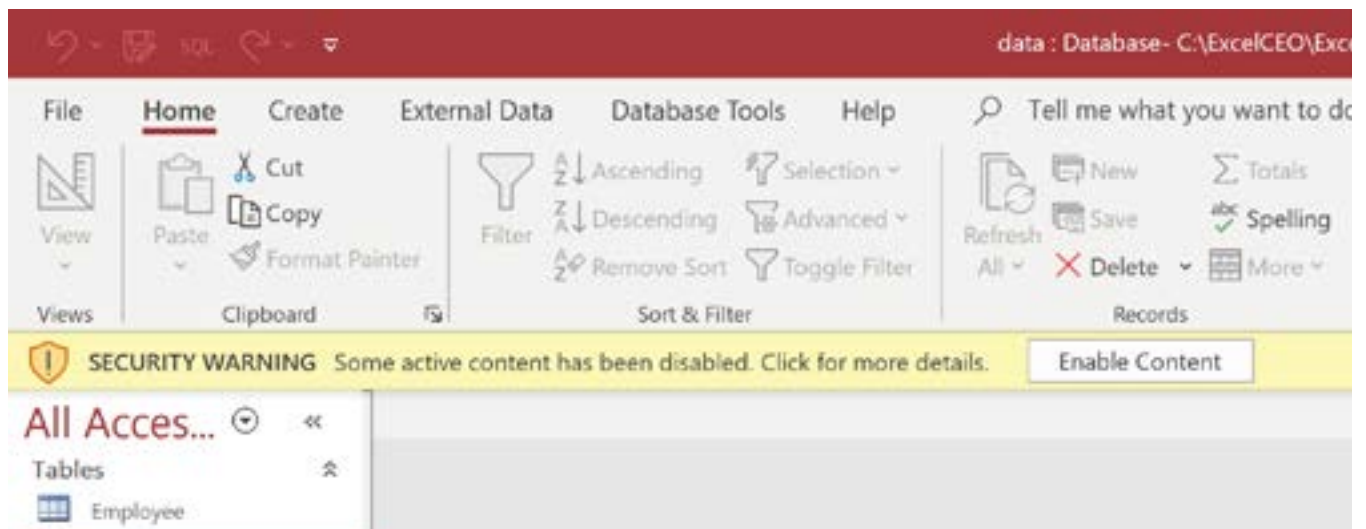 SQL
data : Database- C:\ExcelCEO\Exce
File Home Create External Data Database Tools Help Tell me what you want to do
View
Views
Paste
Cut
Copy
Format Painter
Clipboard
Filter
Ascending
Descending
Remove Sort
Selection
Advanced
Toggle Filter
Sort & Filter
Refresh
All
New
Save
Delete
Totals
Spelling
More
Records
SECURITY WARNING Some active content has been disabled. Click for more details. Enable Content
All Acces...
Tables
Employee